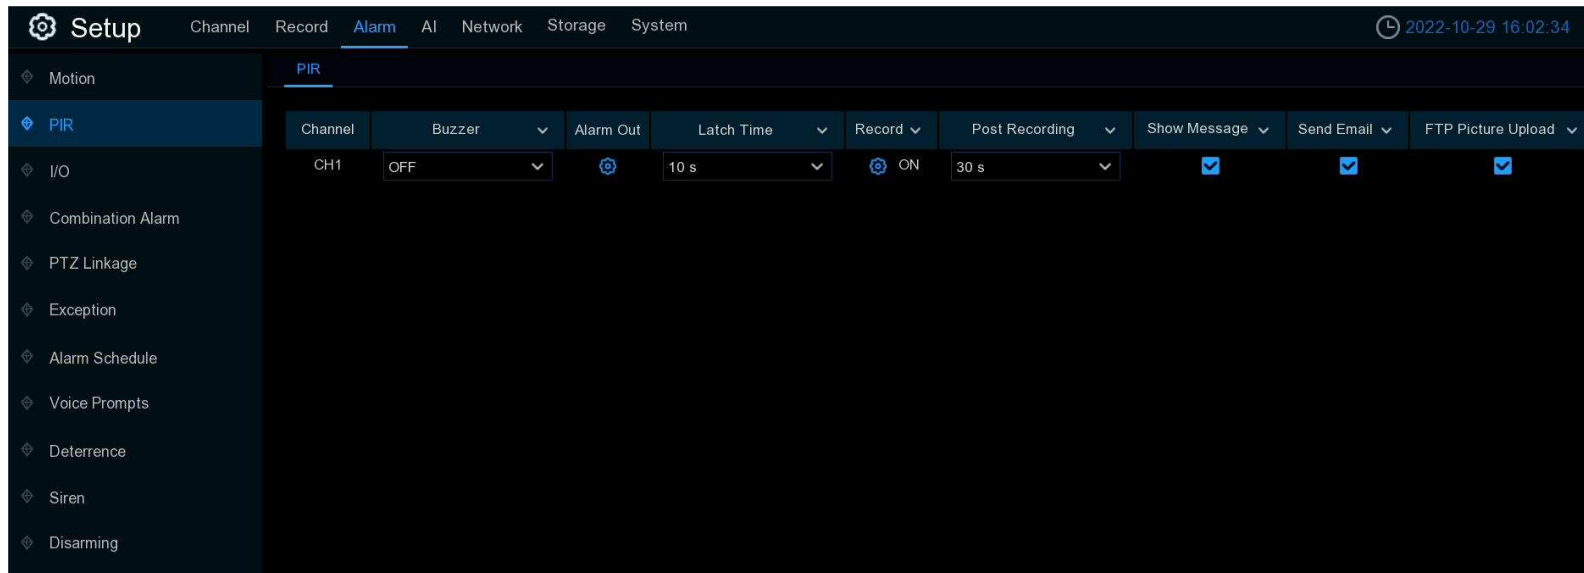 Setup Channel Record Alarm AI Network Storage System 2022-10-29 16:02:34
Motion
PIR
I/O
Combination Alarm
PTZ Linkage
Exception
Alarm Schedule
Voice Prompts
Deterrence
Siren
Disarming
PIR
Channel Buzzer Alarm Out Latch Time Record Post Recording Show Message Send Email FTP Picture Upload
CH1 OFF 10 s ON 30 s